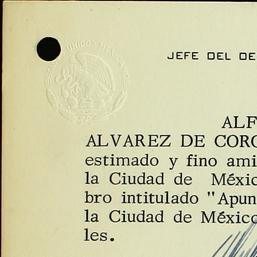 JEFE DEL DE
ALF
ALVAREZ DE CORO
estimado y fino ami
la Ciudad de Méxic
bro intitulado "Apun
la Ciudad de México
les.